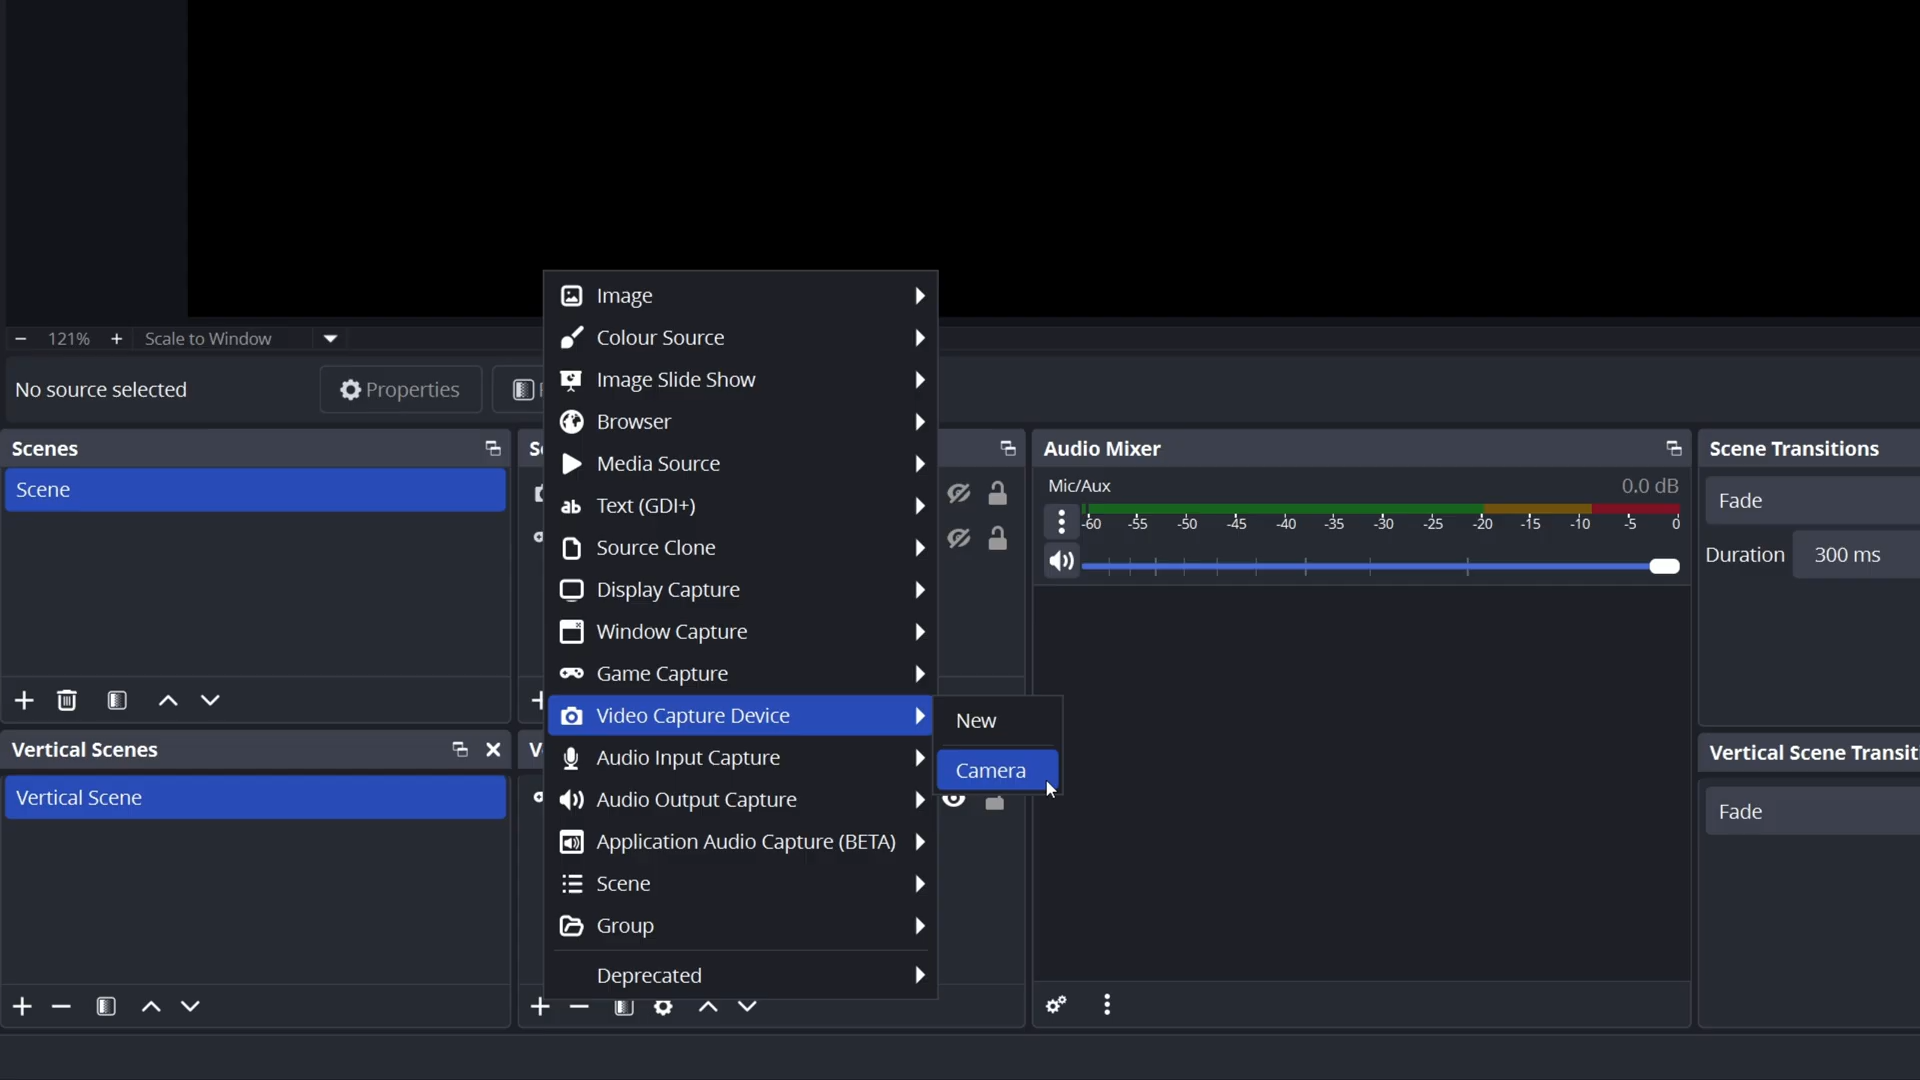 121%
Scale to Window
No source selected
Properties
Scenes
Scene
Vertical Scenes
Vertical Scene
Image
Colour Source
Image Slide Show
Browser
Media Source
Text (GDI+)
Source Clone
Display Capture
Window Capture
Game Capture
Video Capture Device
Audio Input Capture
Audio Output Capture
Application Audio Capture (BETA)
Scene
Group
Deprecated
New
Camera
Audio Mixer
Mic/Aux 0.0 dB
-60 -55 -50 -45 -40 -35 -30 -25 -20 -15 -10 -5 0
Scene Transitions
Fade
Duration 300 ms
Vertical Scene Transiti
Fade